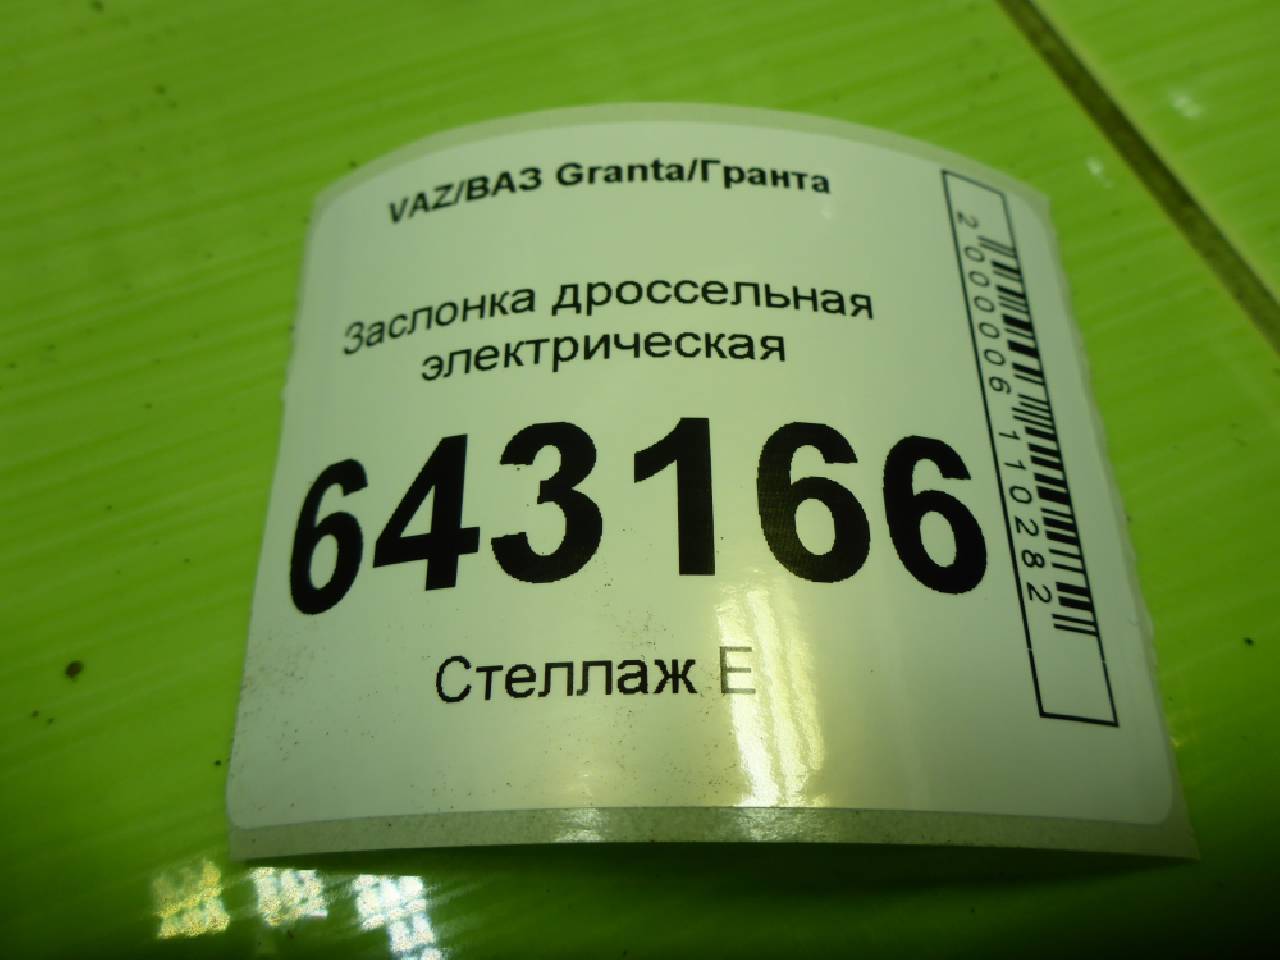 VAZ/ВАЗ Granta/Гранта
Заслонка дроссельная
электрическая
643166
Стеллаж E
2000006110282